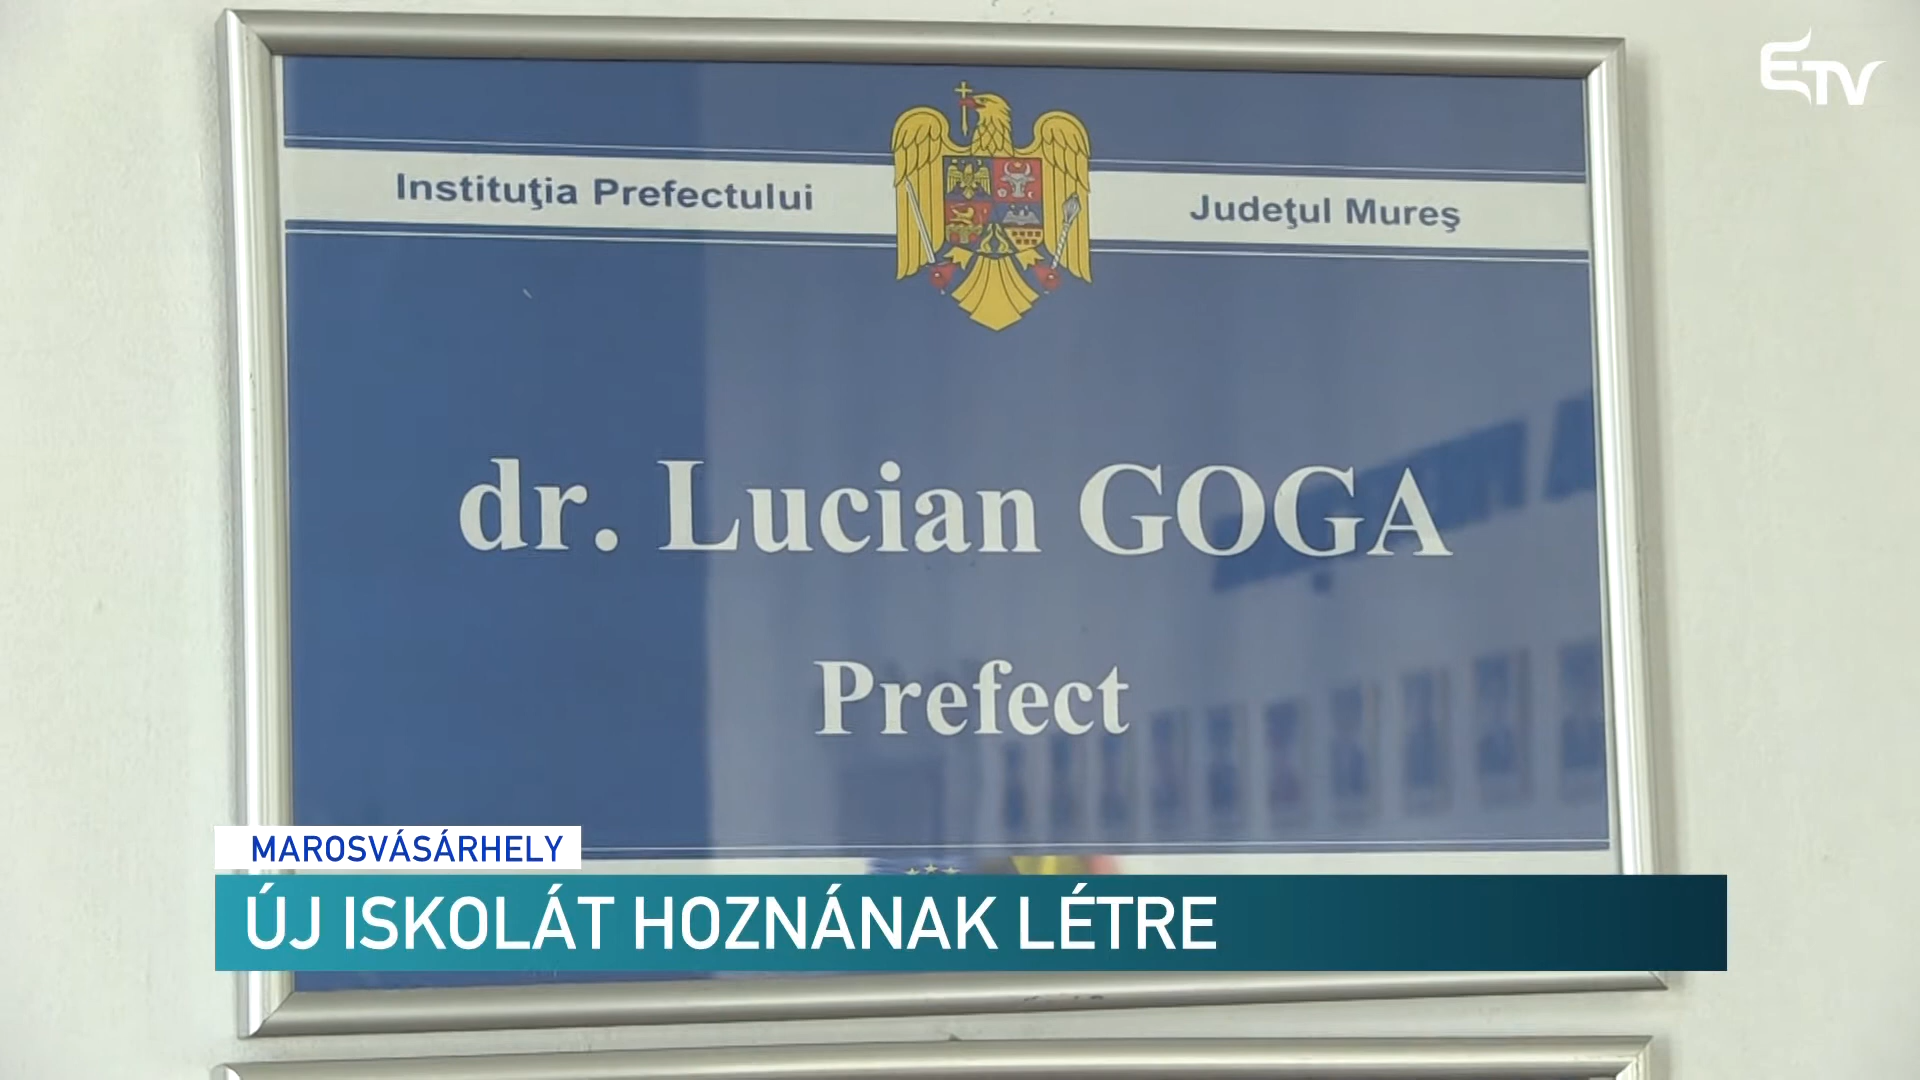 ETV
Instituţia Prefectului
Judeţul Mureş
dr. Lucian GOGA
Prefect
MAROSVÁSÁRHELY
ÚJ ISKOLÁT HOZNÁNAK LÉTRE